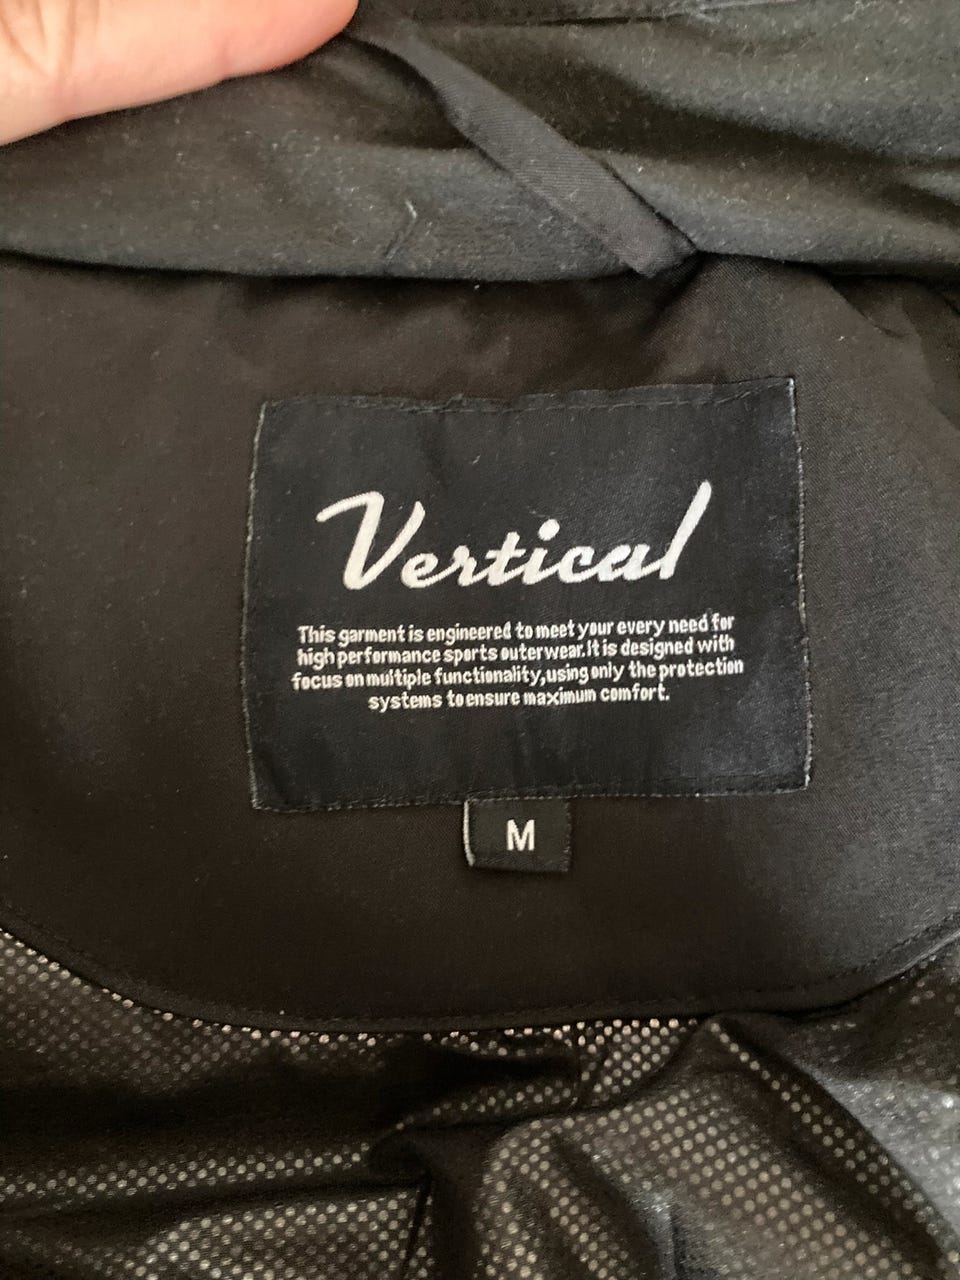 Vertical
This garment is engineered to meet your every need for
high performance sports outerwear.It is designed with
focus on multiple functionality,using only the protection
systems to ensure maximum comfort.
M